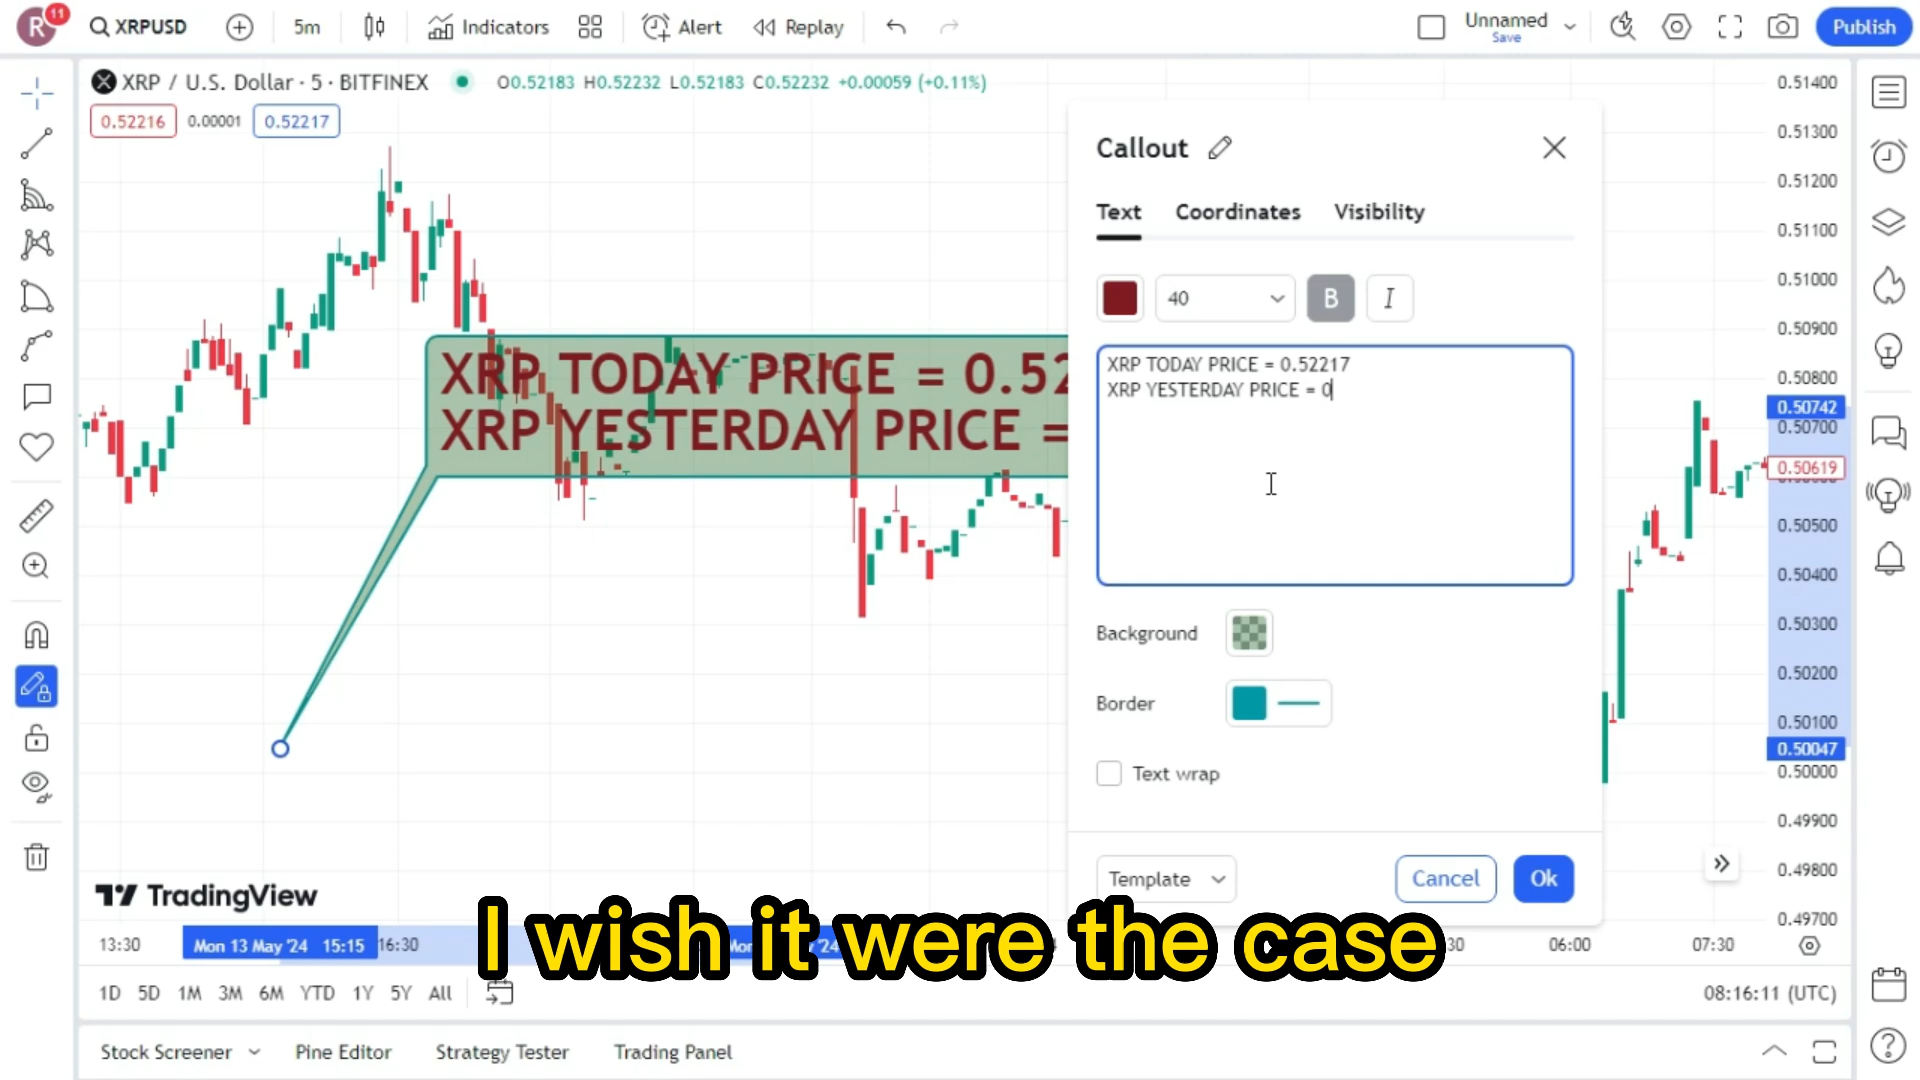 R 11 XRPUSD 5m Indicators Alert Replay Unnamed Save Publish
XRP / U.S. Dollar · 5 · BITFINEX O0.52183 H0.52232 L0.52183 C0.52232 +0.00059 (+0.11%)
0.52216 0.00001 0.52217
XRP TODAY PRICE = 0.52
XRP YESTERDAY PRICE =
Callout
Text Coordinates Visibility
40 B I
XRP TODAY PRICE = 0.52217
XRP YESTERDAY PRICE = 0
Background
Border
Text wrap
Template Cancel Ok
0.51400
0.51300
0.51200
0.51100
0.51000
0.50900
0.50800
0.50742
0.50700
0.50619
0.50500
0.50400
0.50300
0.50200
0.50100
0.50047
0.50000
0.49900
0.49800
0.49700
TradingView
I wish it were the case
13:30 Mon 13 May '24 15:15 16:30 06:00 07:30
1D 5D 1M 3M 6M YTD 1Y 5Y All 08:16:11 (UTC)
Stock Screener Pine Editor Strategy Tester Trading Panel